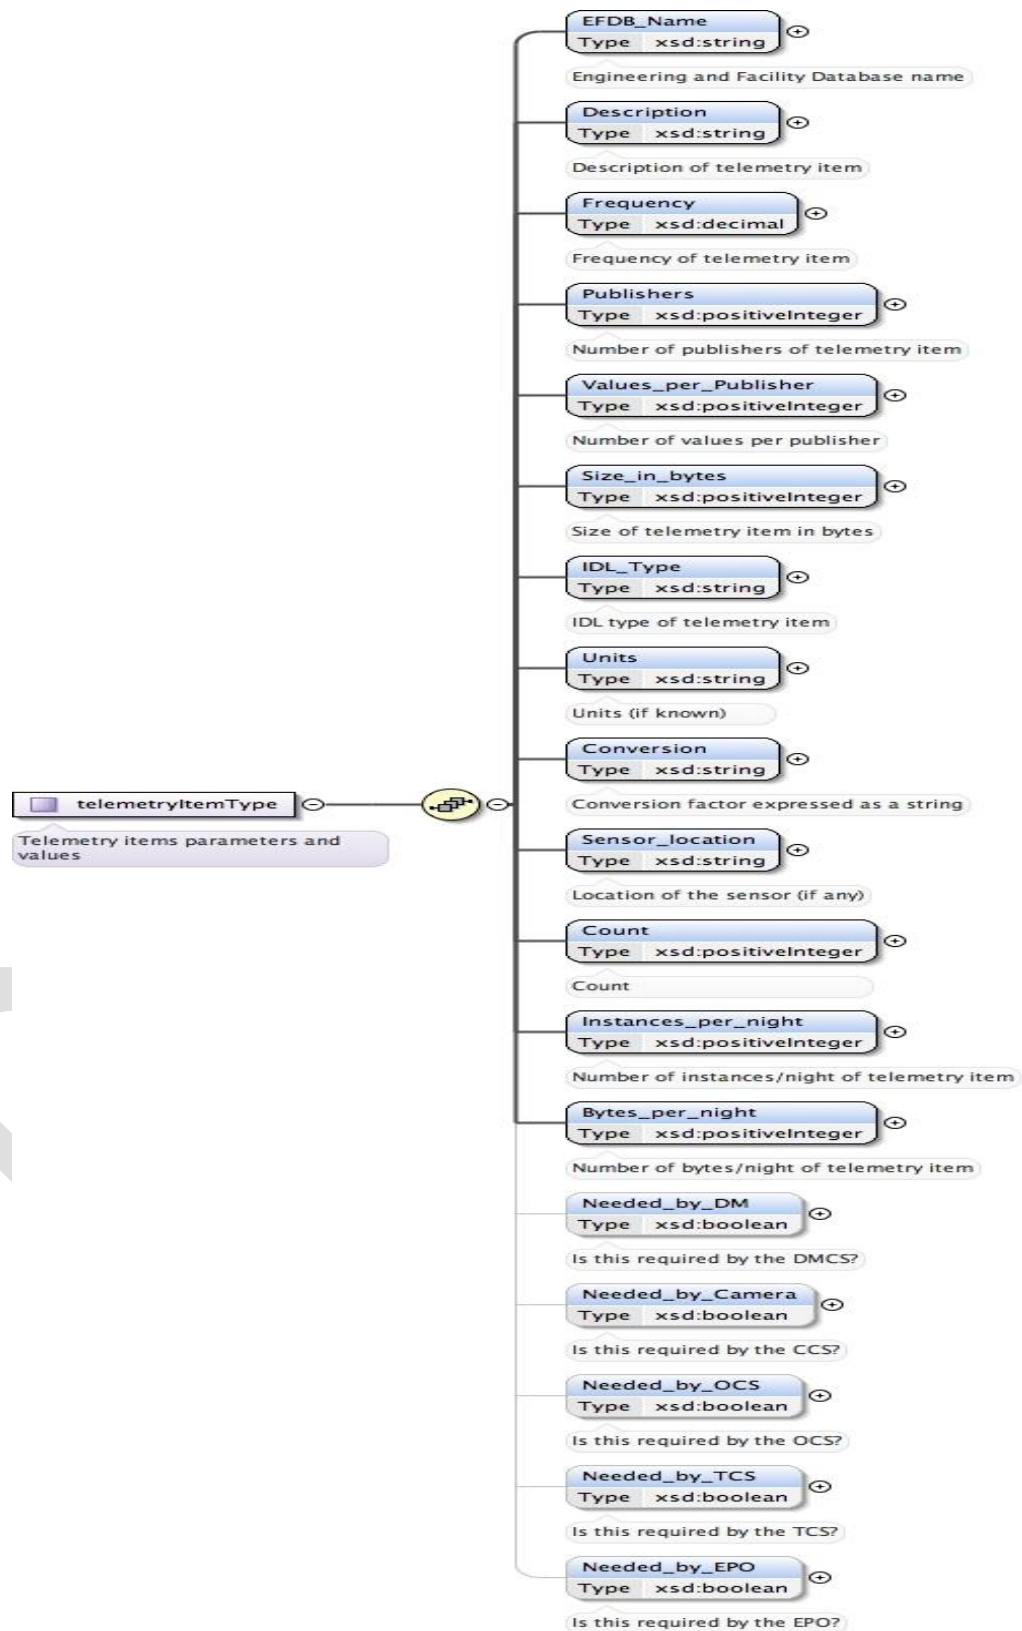 EFDB_Name
Type xsd:string
Engineering and Facility Database name
Description
Type xsd:string
Description of telemetry item
Frequency
Type xsd:decimal
Frequency of telemetry item
Publishers
Type xsd:positiveInteger
Number of publishers of telemetry item
Values_per_Publisher
Type xsd:positiveInteger
Number of values per publisher
Size_in_bytes
Type xsd:positiveInteger
Size of telemetry item in bytes
IDL_Type
Type xsd:string
IDL type of telemetry item
Units
Type xsd:string
Units (if known)
Conversion
Type xsd:string
Conversion factor expressed as a string
telemetryItemType
Telemetry items parameters and
values
Sensor_location
Type xsd:string
Location of the sensor (if any)
Count
Type xsd:positiveInteger
Count
Instances_per_night
Type xsd:positiveInteger
Number of instances/night of telemetry item
Bytes_per_night
Type xsd:positiveInteger
Number of bytes/night of telemetry item
Needed_by_DM
Type xsd:boolean
Is this required by the DMCS?
Needed_by_Camera
Type xsd:boolean
Is this required by the CCS?
Needed_by_OCS
Type xsd:boolean
Is this required by the OCS?
Needed_by_TCS
Type xsd:boolean
Is this required by the TCS?
Needed_by_EPO
Type xsd:boolean
Is this required by the EPO?